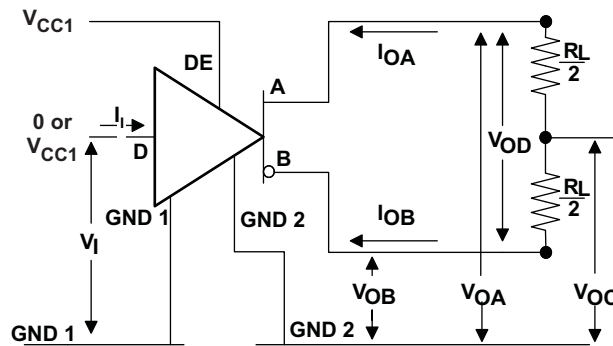 VCC1
DE
A
IOA
RL
2
0 or
VCC1
II
D
VOD
B
RL
2
GND 1
GND 2
IOB
VI
VOB
VOA
VOC
GND 1
GND 2